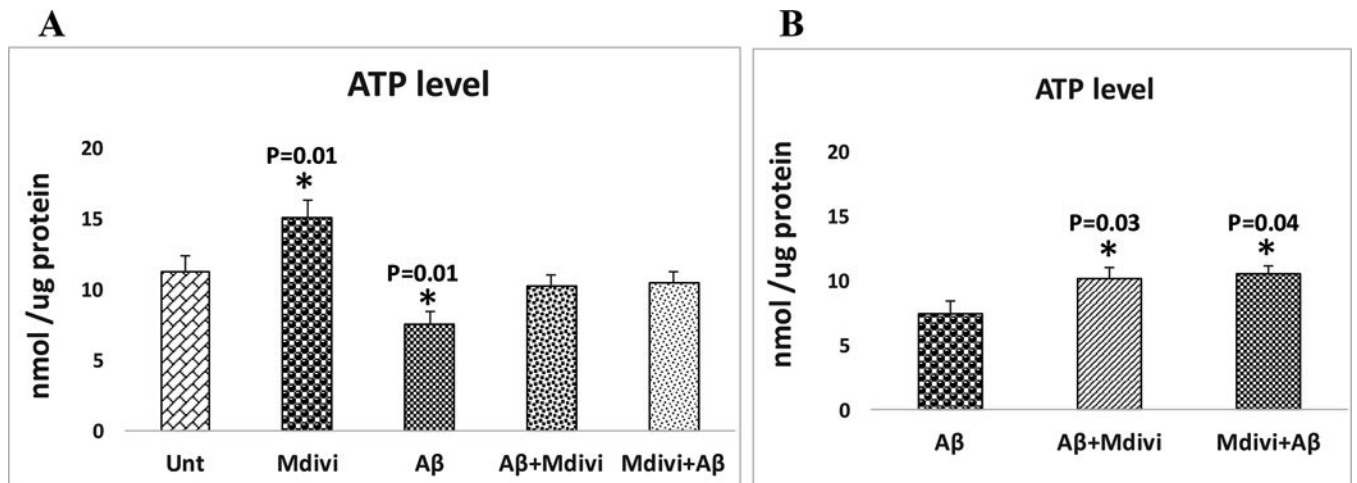 A
ATP level
nmol /ug protein
20
15
10
5
0
P=0.01
*
P=0.01
*
Unt Mdivi Aβ Aβ+Mdivi Mdivi+Aβ
B
ATP level
nmol /ug protein
20
15
10
5
0
P=0.03
*
P=0.04
*
Aβ Aβ+Mdivi Mdivi+Aβ